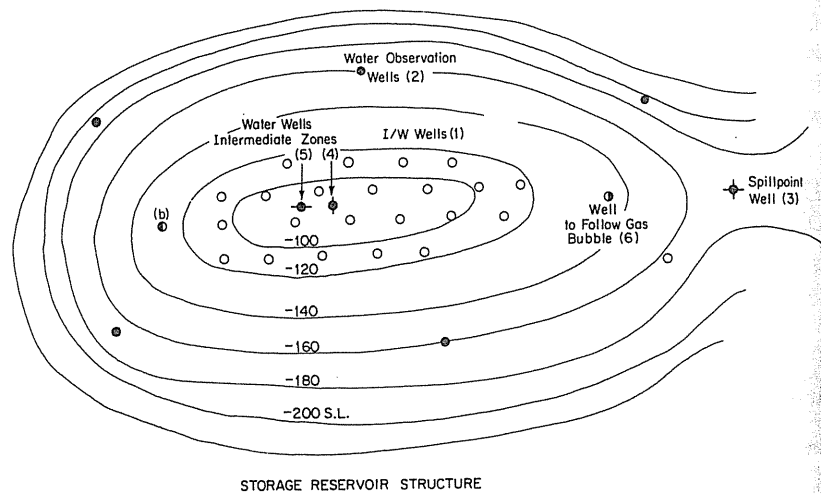 Water Observation
Wells (2)
Water Wells
Intermediate Zones
(5) (4)
I/W Wells (1)
Spillpoint
Well (3)
(b)
Well
to Follow Gas
Bubble (6)
-100
-120
-140
-160
-180
-200 S.L.
STORAGE RESERVOIR STRUCTURE